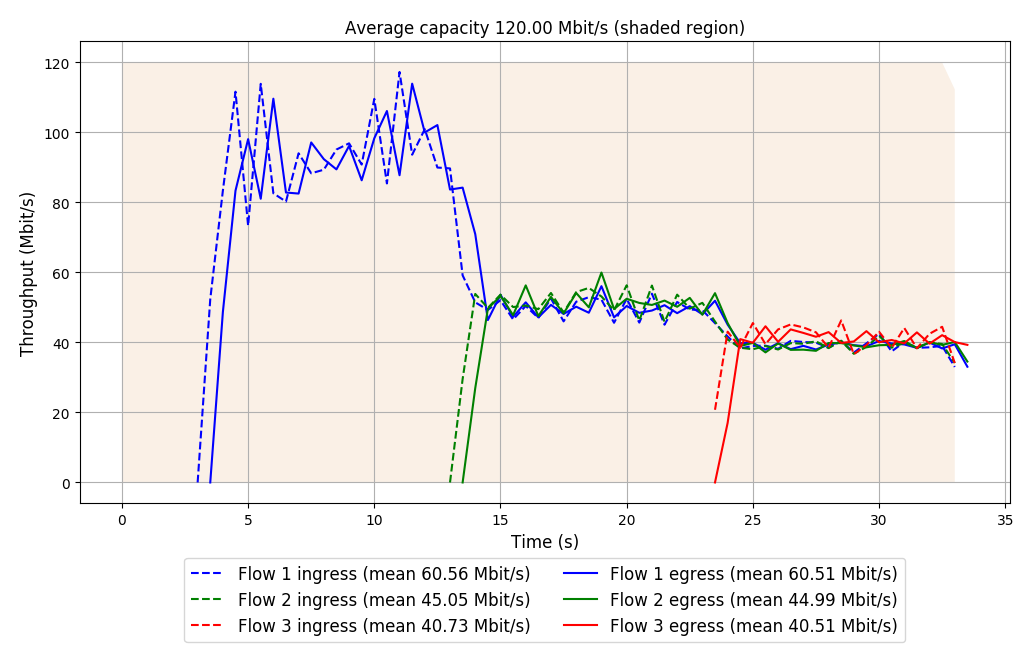 Average capacity 120.00 Mbit/s (shaded region)
120
100
80
60
40
20
0
Throughput (Mbit/s)
0 5 10 15 20 25 30 35
Time (s)
Flow 1 ingress (mean 60.56 Mbit/s) Flow 1 egress (mean 60.51 Mbit/s)
Flow 2 ingress (mean 45.05 Mbit/s) Flow 2 egress (mean 44.99 Mbit/s)
Flow 3 ingress (mean 40.73 Mbit/s) Flow 3 egress (mean 40.51 Mbit/s)